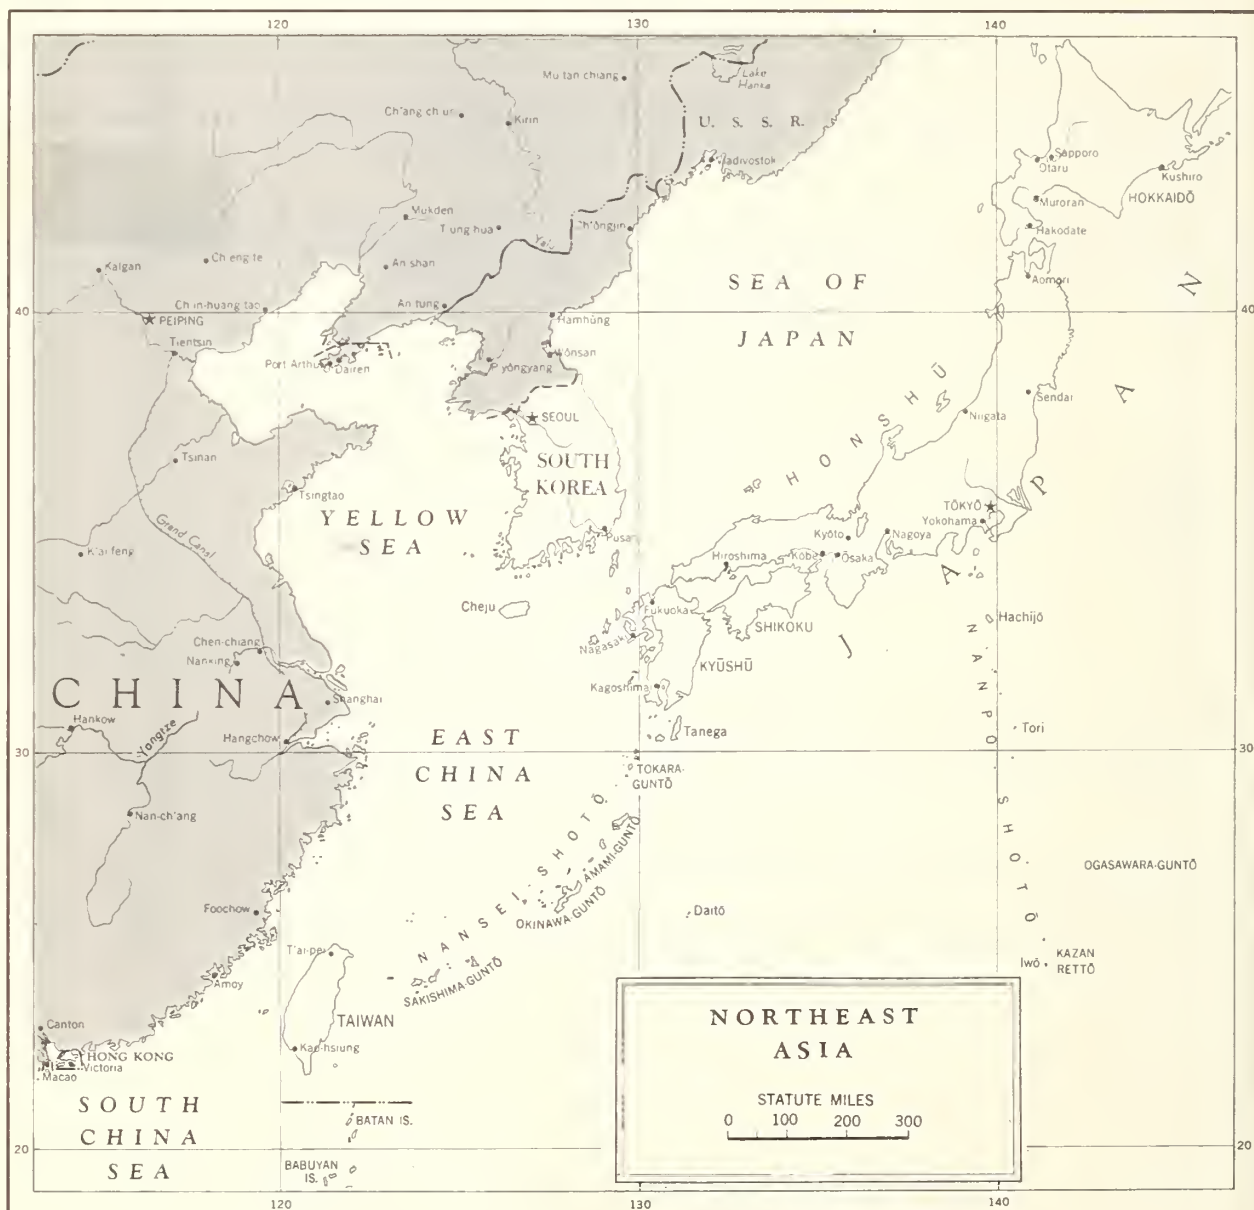 120
130
140
Mu-tan-chiang
Lake
Hanka
Ch'ang-ch'un
Kirin
U. S. S. R.
Vladivostok
Sapporo
Otaru
Kushiro
Muroran
HOKKAIDŌ
Mukden
T'ung-hua
Yalu
Ch'ŏngjin
Hakodate
Kalgan
Ch'eng-te
An-shan
Aomori
SEA OF
JAPAN
Ch'in-huang-tao
An-tung
40
PEIPING
Hamhŭng
40
Tientsin
Port Arthur
Dairen
P'yŏngyang
Wŏnsan
Sendai
Niigata
SEOUL
HONSHŪ
JAPAN
Tsinan
SOUTH
KOREA
Tsingtao
YELLOW
SEA
Grand Canal
TŌKYŌ
Yokohama
K'ai-feng
Pusan
Kyōto
Nagoya
Hiroshima
Kōbe
Ōsaka
Cheju
Fukuoka
SHIKOKU
Hachijō
Nagasaki
Chen-chiang
Nanking
KYŪSHŪ
CHINA
Shanghai
Kagoshima
Hankow
Yangtze
Hangchow
Tanega
NANPŌ
SHOTŌ
Tori
30
30
EAST
CHINA
SEA
TOKARA-
GUNTŌ
Nan-ch'ang
NANSEI SHOTŌ
AMAMI-GUNTŌ
OGASAWARA-GUNTŌ
Foochow
OKINAWA-GUNTŌ
Daitō
T'ai-pei
Iwō
KAZAN
RETTŌ
Amoy
SAKISHIMA-GUNTŌ
TAIWAN
Canton
Kao-hsiung
HONG KONG
Victoria
Macao
NORTHEAST
ASIA
STATUTE MILES
0 100 200 300
SOUTH
CHINA
SEA
BATAN IS.
20
20
BABUYAN
IS.
120
130
140